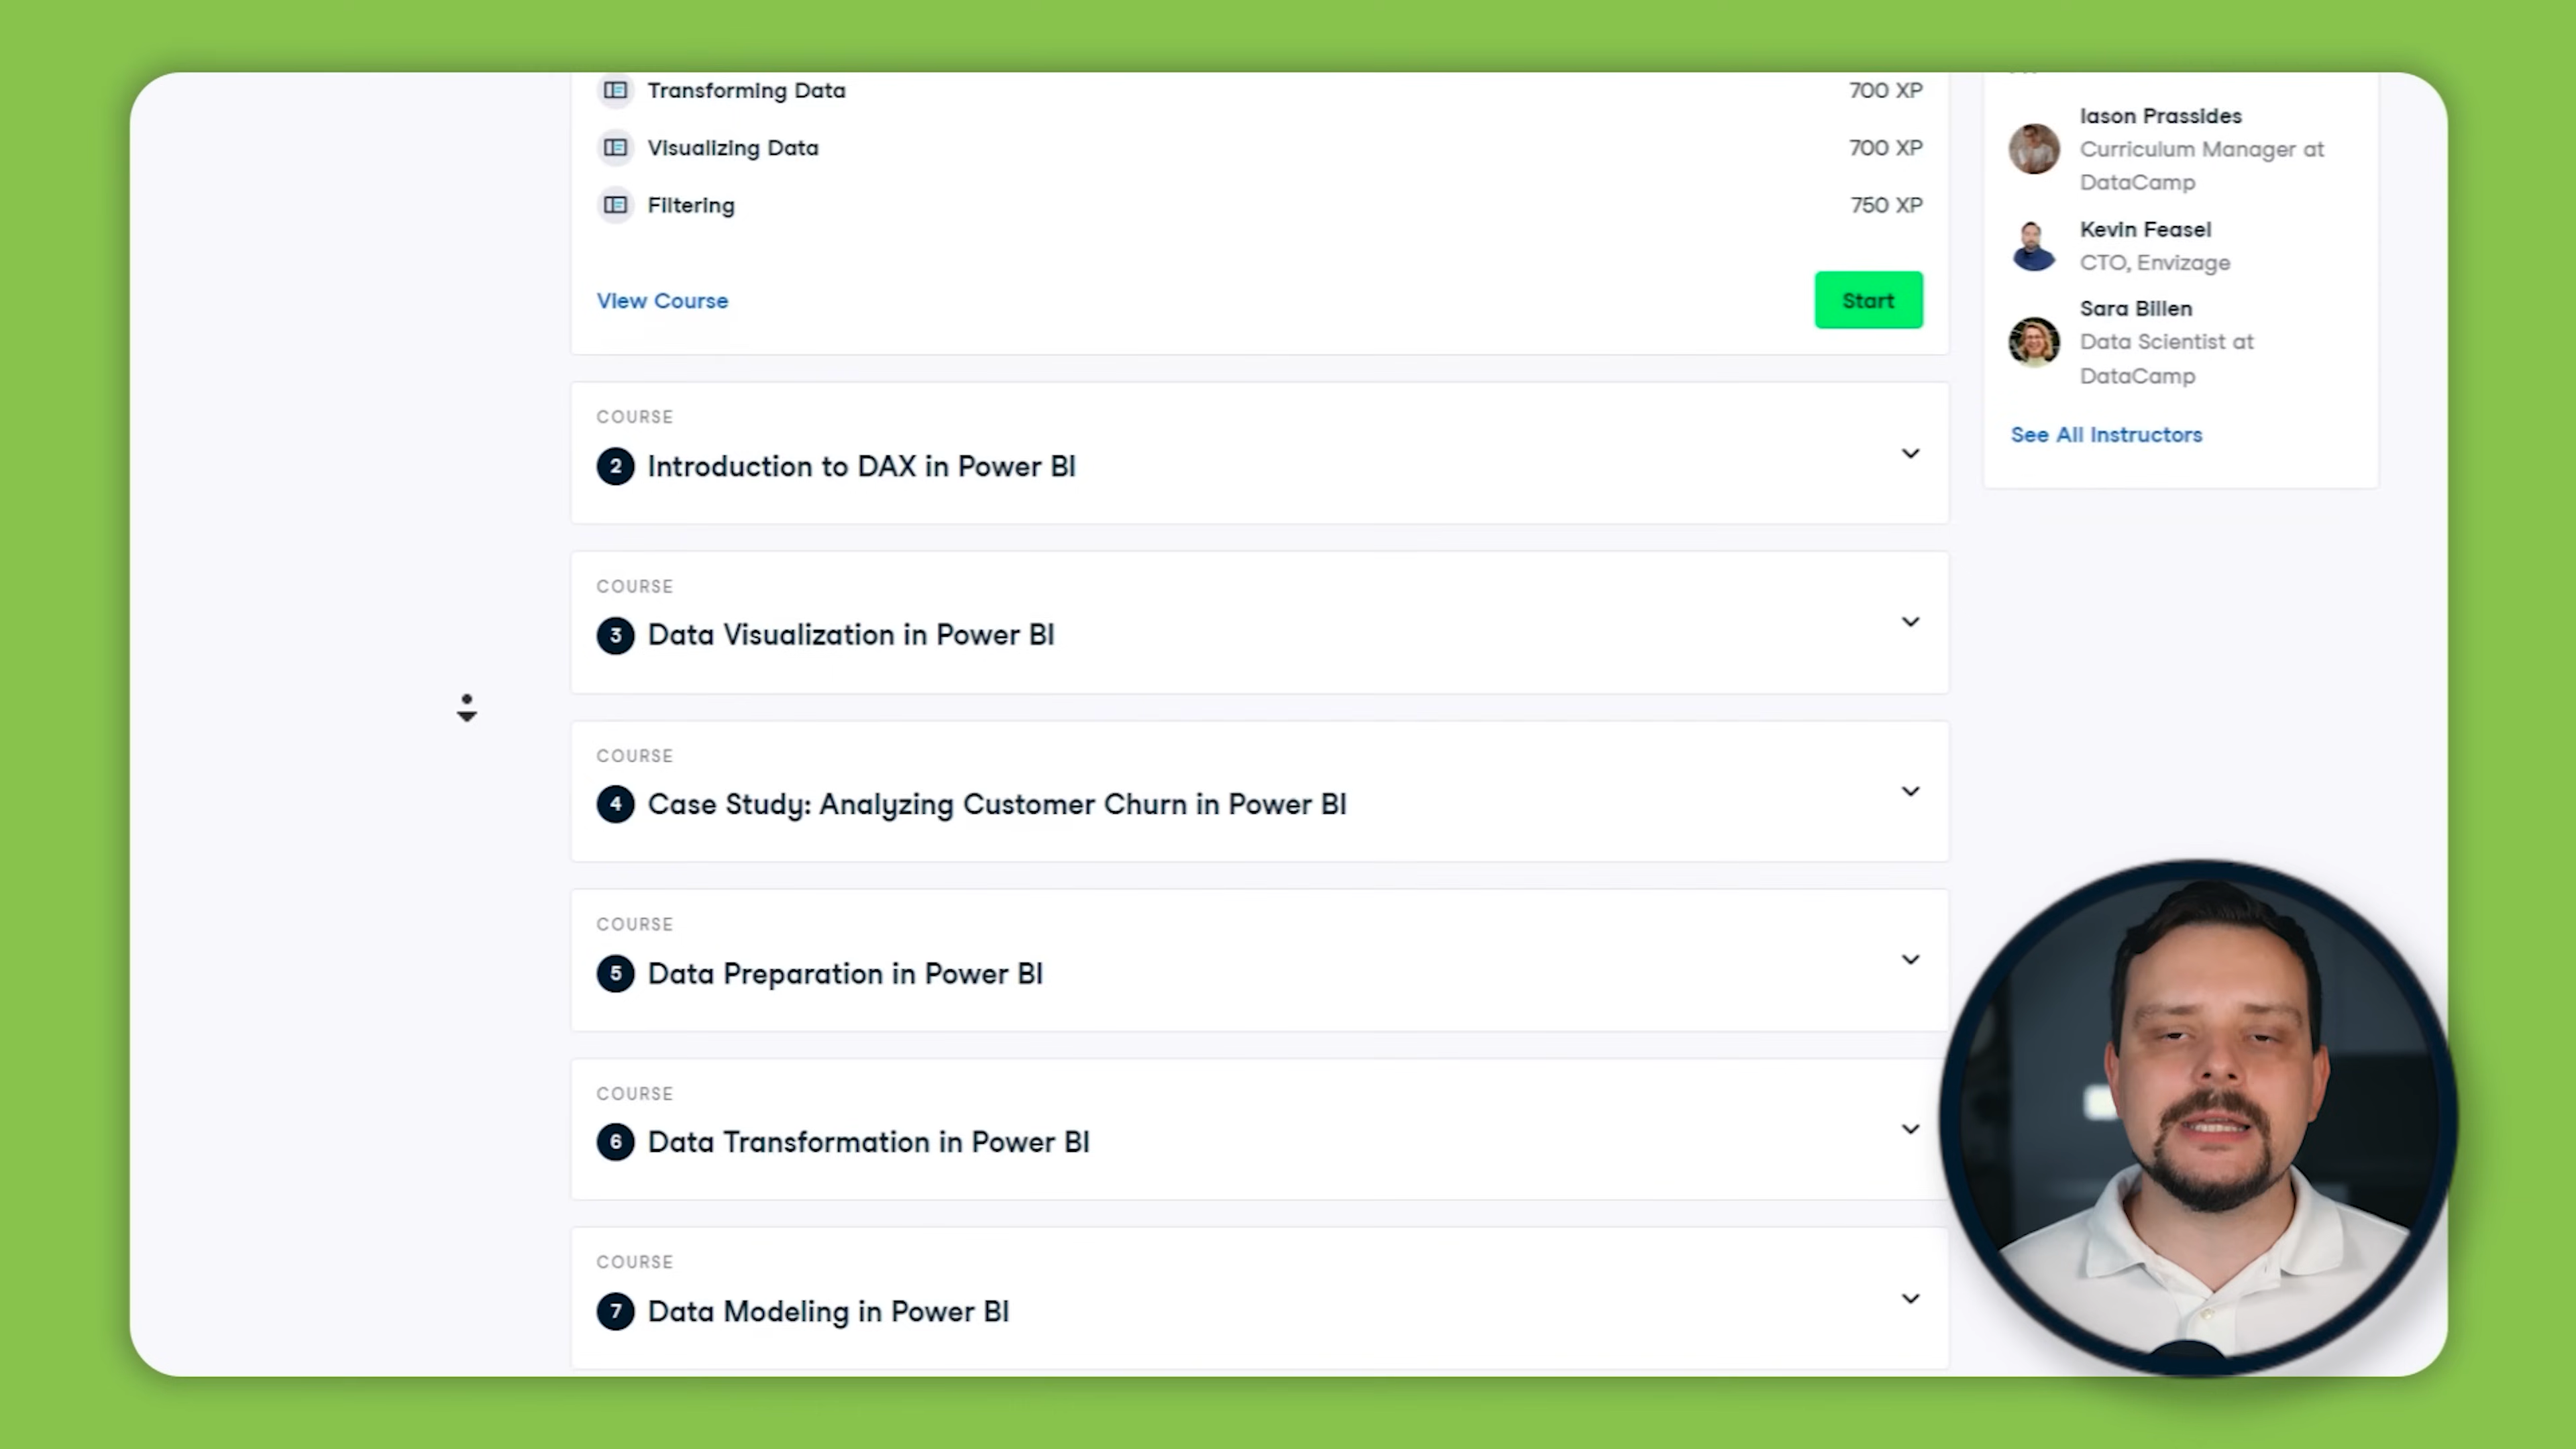 Transforming Data 700 XP
Visualizing Data 700 XP
Filtering 750 XP
View Course Start
COURSE
2 Introduction to DAX in Power BI
COURSE
3 Data Visualization in Power BI
COURSE
4 Case Study: Analyzing Customer Churn in Power BI
COURSE
5 Data Preparation in Power BI
COURSE
6 Data Transformation in Power BI
COURSE
7 Data Modeling in Power BI
Iason Prassides
Curriculum Manager at
DataCamp
Kevin Feasel
CTO, Envizage
Sara Billen
Data Scientist at
DataCamp
See All Instructors